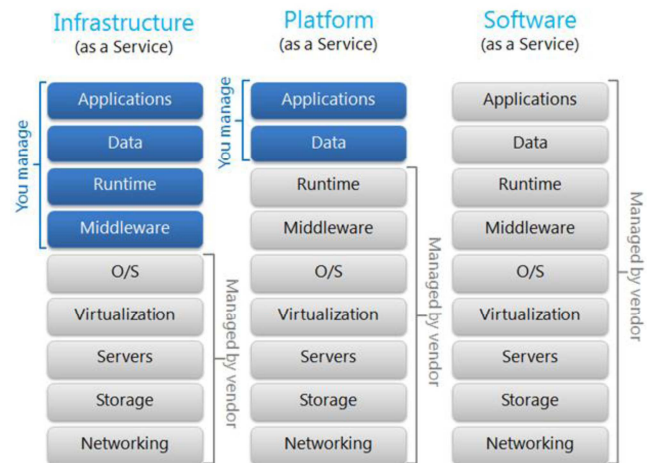 Infrastructure
(as a Service)
You manage
Applications
Data
Runtime
Middleware
O/S
Virtualization
Servers
Storage
Networking
Managed by vendor
Platform
(as a Service)
You manage
Applications
Data
Runtime
Middleware
O/S
Virtualization
Servers
Storage
Networking
Managed by vendor
Software
(as a Service)
Applications
Data
Runtime
Middleware
O/S
Virtualization
Servers
Storage
Networking
Managed by vendor